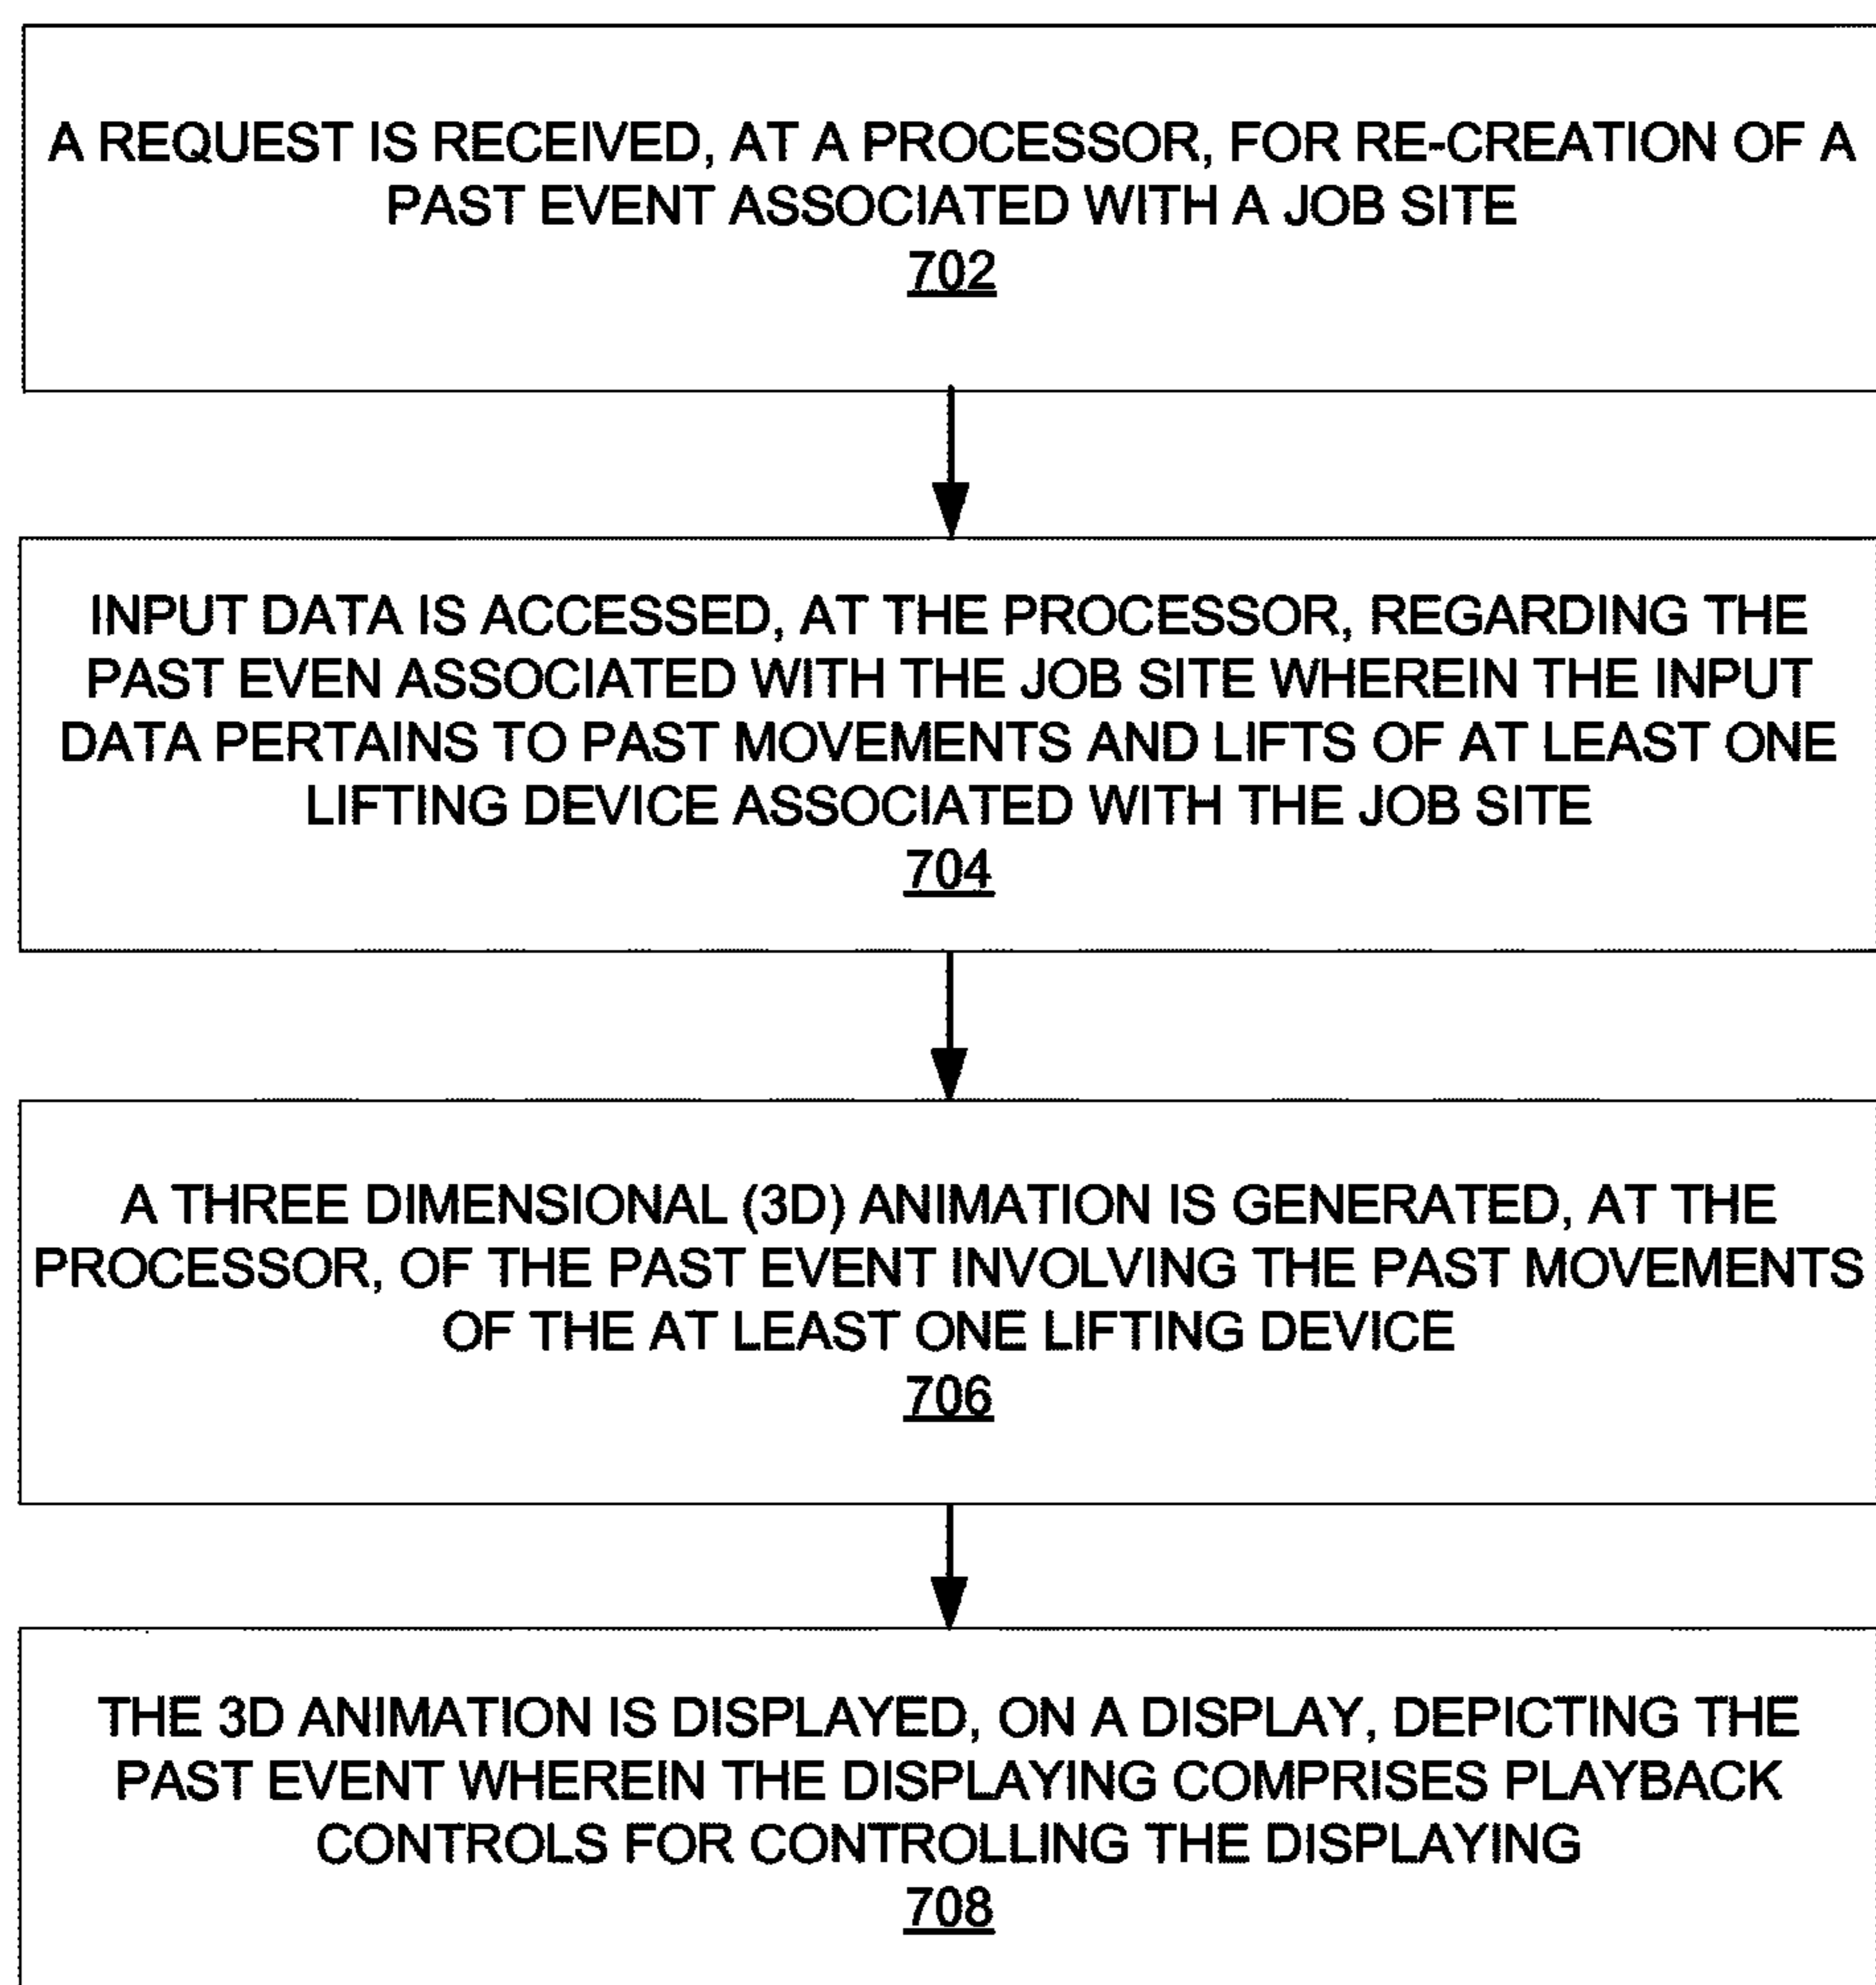 A REQUEST IS RECEIVED, AT A PROCESSOR, FOR RE-CREATION OF A
PAST EVENT ASSOCIATED WITH A JOB SITE
702
INPUT DATA IS ACCESSED, AT THE PROCESSOR, REGARDING THE
PAST EVEN ASSOCIATED WITH THE JOB SITE WHEREIN THE INPUT
DATA PERTAINS TO PAST MOVEMENTS AND LIFTS OF AT LEAST ONE
LIFTING DEVICE ASSOCIATED WITH THE JOB SITE
704
A THREE DIMENSIONAL (3D) ANIMATION IS GENERATED, AT THE
PROCESSOR, OF THE PAST EVENT INVOLVING THE PAST MOVEMENTS
OF THE AT LEAST ONE LIFTING DEVICE
706
THE 3D ANIMATION IS DISPLAYED, ON A DISPLAY, DEPICTING THE
PAST EVENT WHEREIN THE DISPLAYING COMPRISES PLAYBACK
CONTROLS FOR CONTROLLING THE DISPLAYING
708